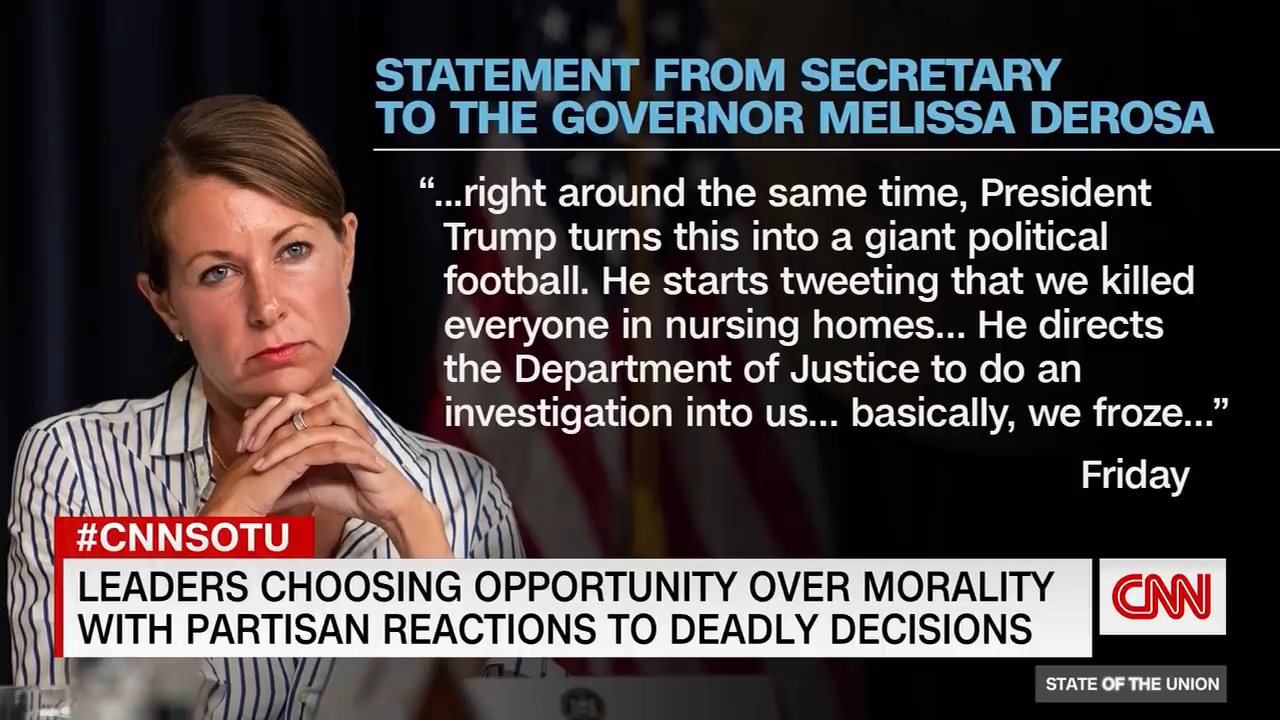 STATEMENT FROM SECRETARY
TO THE GOVERNOR MELISSA DEROSA
“...right around the same time, President
Trump turns this into a giant political
football. He starts tweeting that we killed
everyone in nursing homes... He directs
the Department of Justice to do an
investigation into us... basically, we froze...”
Friday
#CNNSOTU
LEADERS CHOOSING OPPORTUNITY OVER MORALITY
WITH PARTISAN REACTIONS TO DEADLY DECISIONS
CNN
STATE OF THE UNION